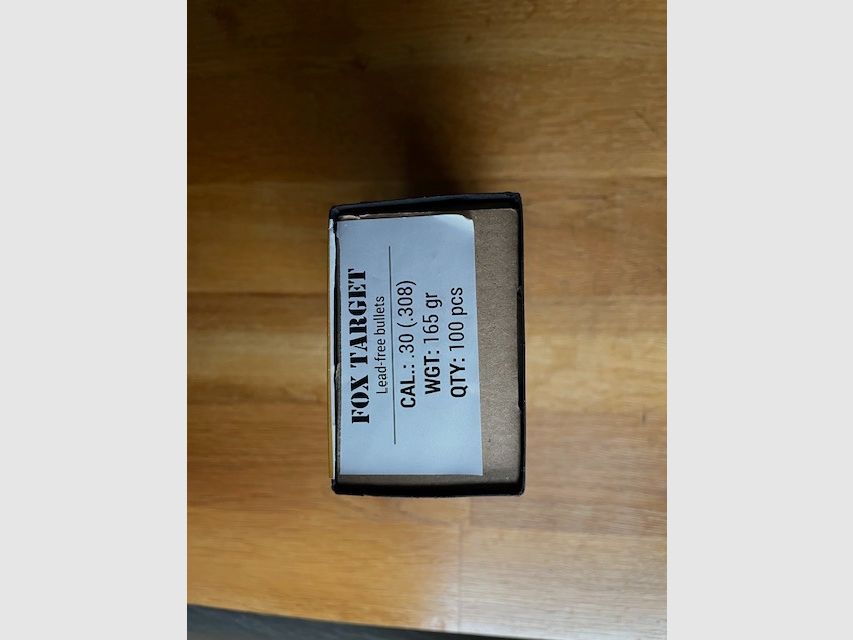 FOX TARGET
Lead-free bullets
CAL.: .30 (.308)
WGT: 165 gr
QTY: 100 pcs